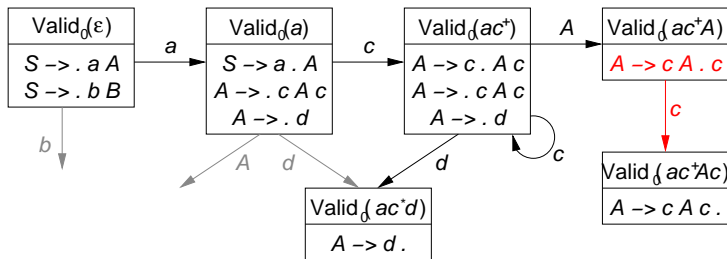 Valid₀(ε)
S −> . a A
S −> . b B
a
b
Valid₀(a)
S −> a . A
A −> . c A c
A −> . d
c
A
d
Valid₀(ac⁺)
A −> c . A c
A −> . c A c
A −> . d
A
d
c
Valid₀(ac⁺A)
A −> c A . c
c
Valid₀(ac⁺Ac)
A −> c A c .
Valid₀(ac*d)
A −> d .